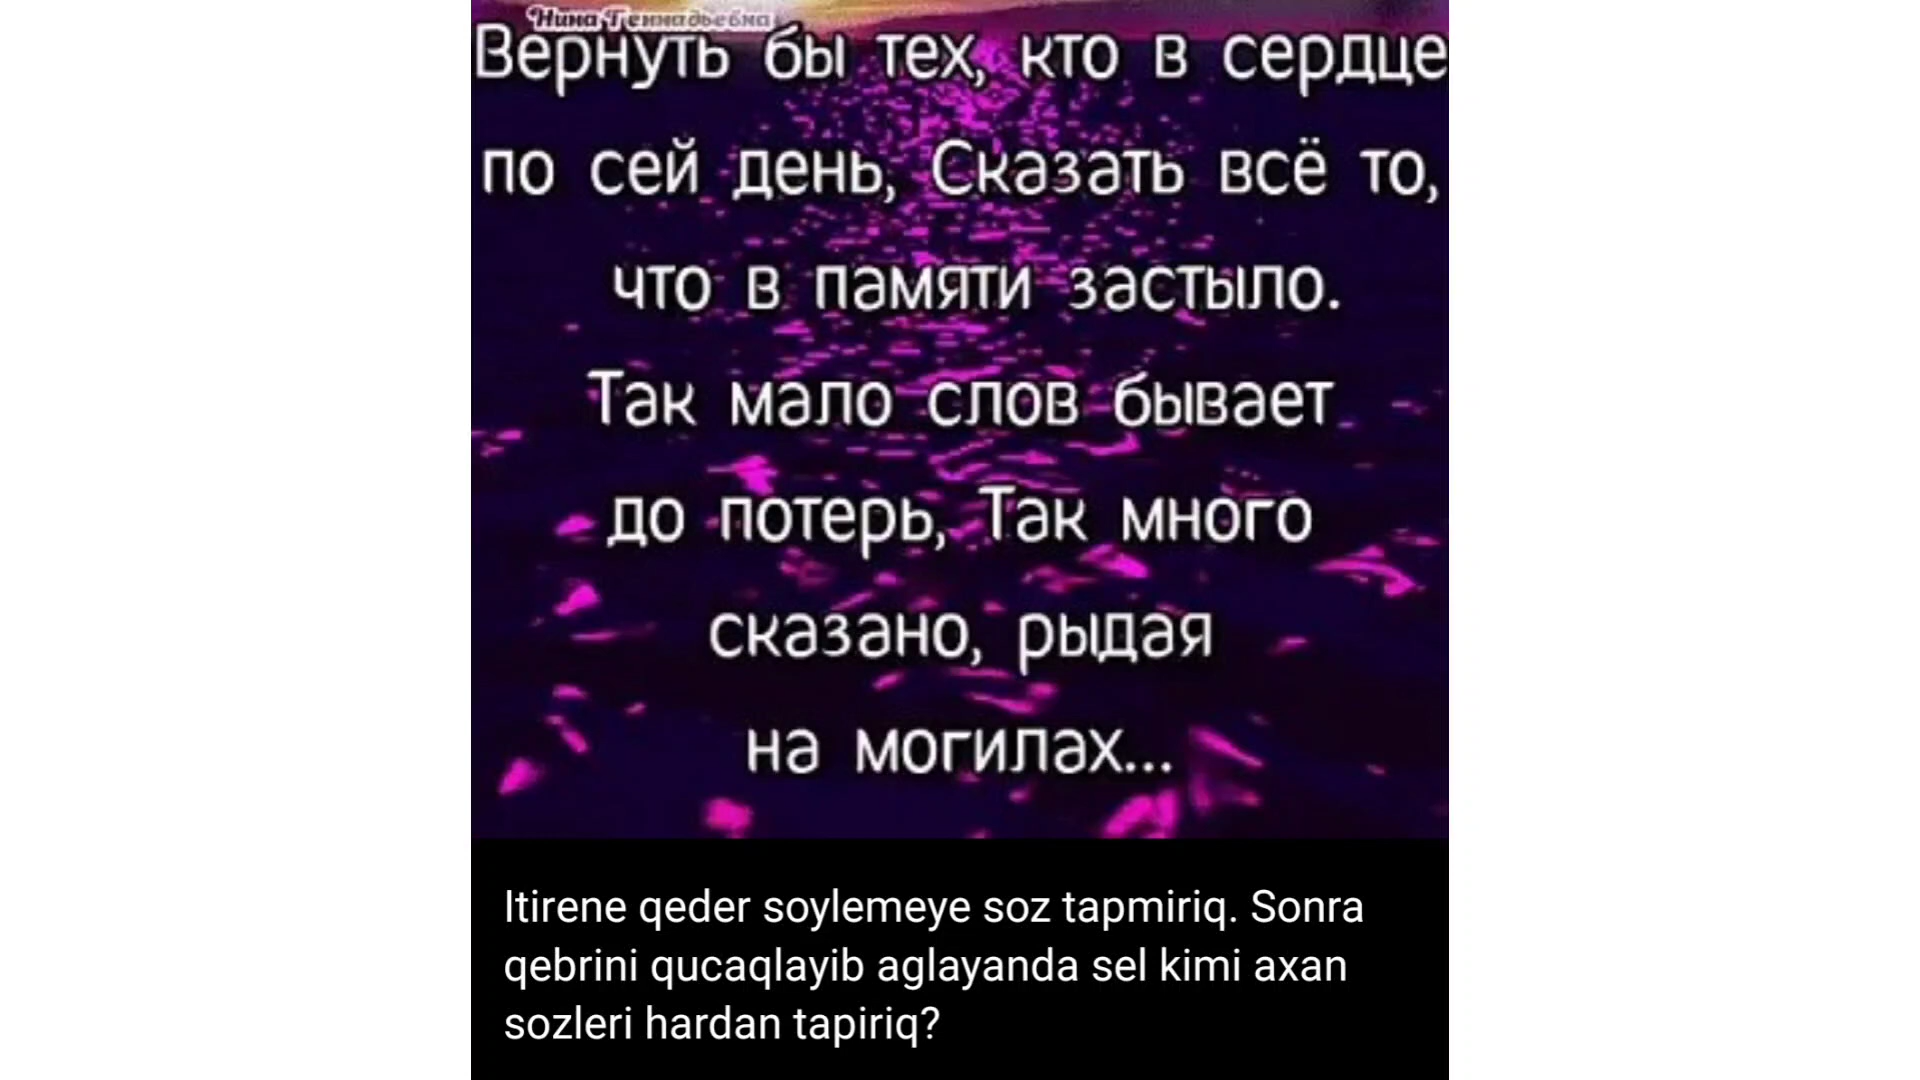 Нина Геннадьевна
Вернуть бы тех, кто в сердце
по сей день, Сказать всё то,
что в памяти застыло.
Так мало слов бывает
до потерь, Так много
сказано, рыдая
на могилах...
Itirene qeder soylemeye soz tapmiriq. Sonra
qebrini qucaqlayib aglayanda sel kimi axan
sozleri hardan tapiriq?